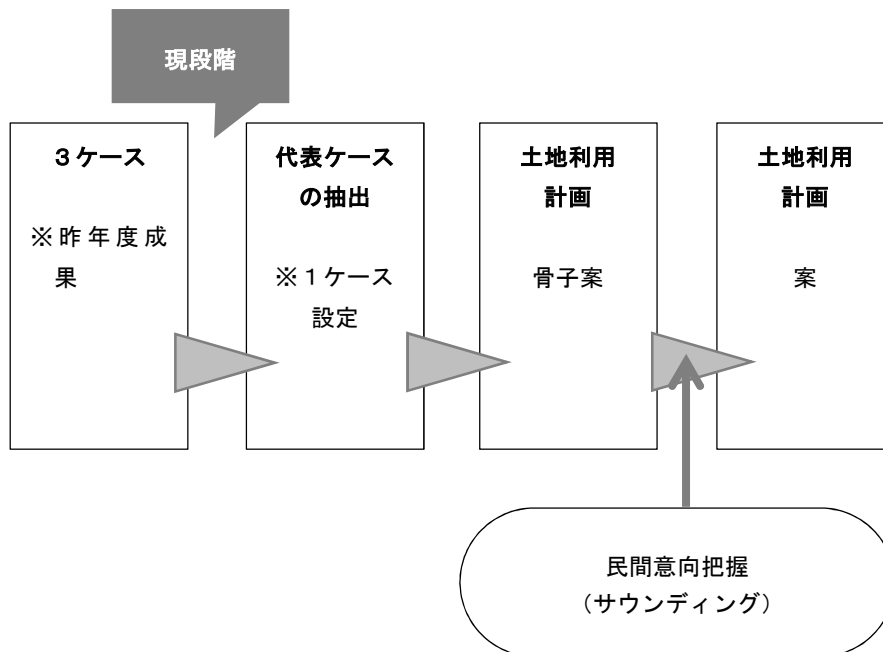 現段階
３ケース
※昨年度成
果
代表ケース
の抽出
※１ケース
設定
土地利用
計画
骨子案
土地利用
計画
案
民間意向把握
（サウンディング）